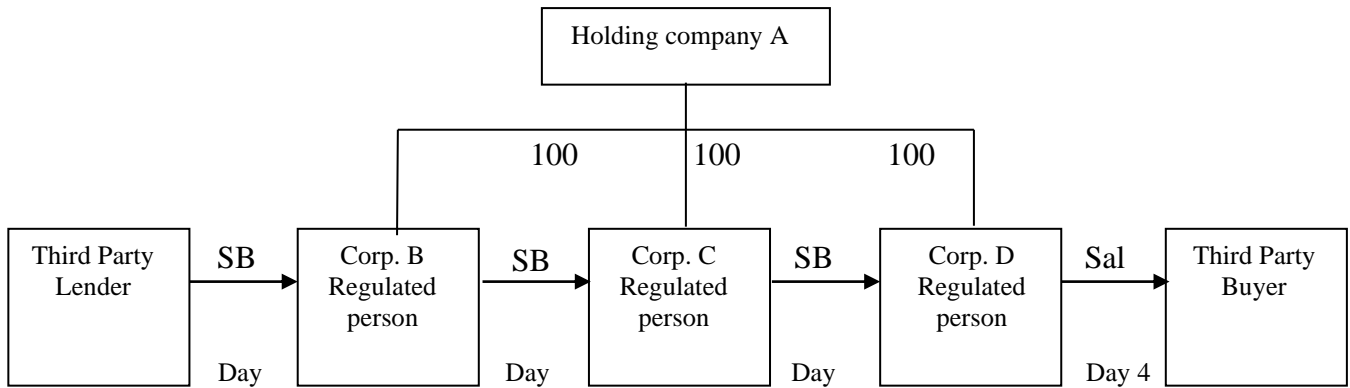 Holding company A
100
100
100
Third Party
Lender
SB
Day
Corp. B
Regulated
person
SB
Day
Corp. C
Regulated
person
SB
Day
Corp. D
Regulated
person
Sal
Day 4
Third Party
Buyer